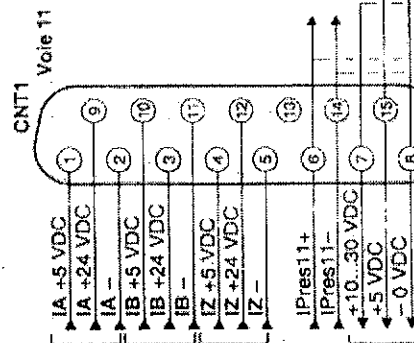 CNT1
Voie 11
1
9
2
10
3
11
4
12
5
13
6
14
7
15
8
IA +5 VDC
IA +24 VDC
IA –
IB +5 VDC
IB +24 VDC
IB –
IZ +5 VDC
IZ +24 VDC
IZ –
IPres11+
IPres11–
+10...30 VDC
+5 VDC
– 0 VDC